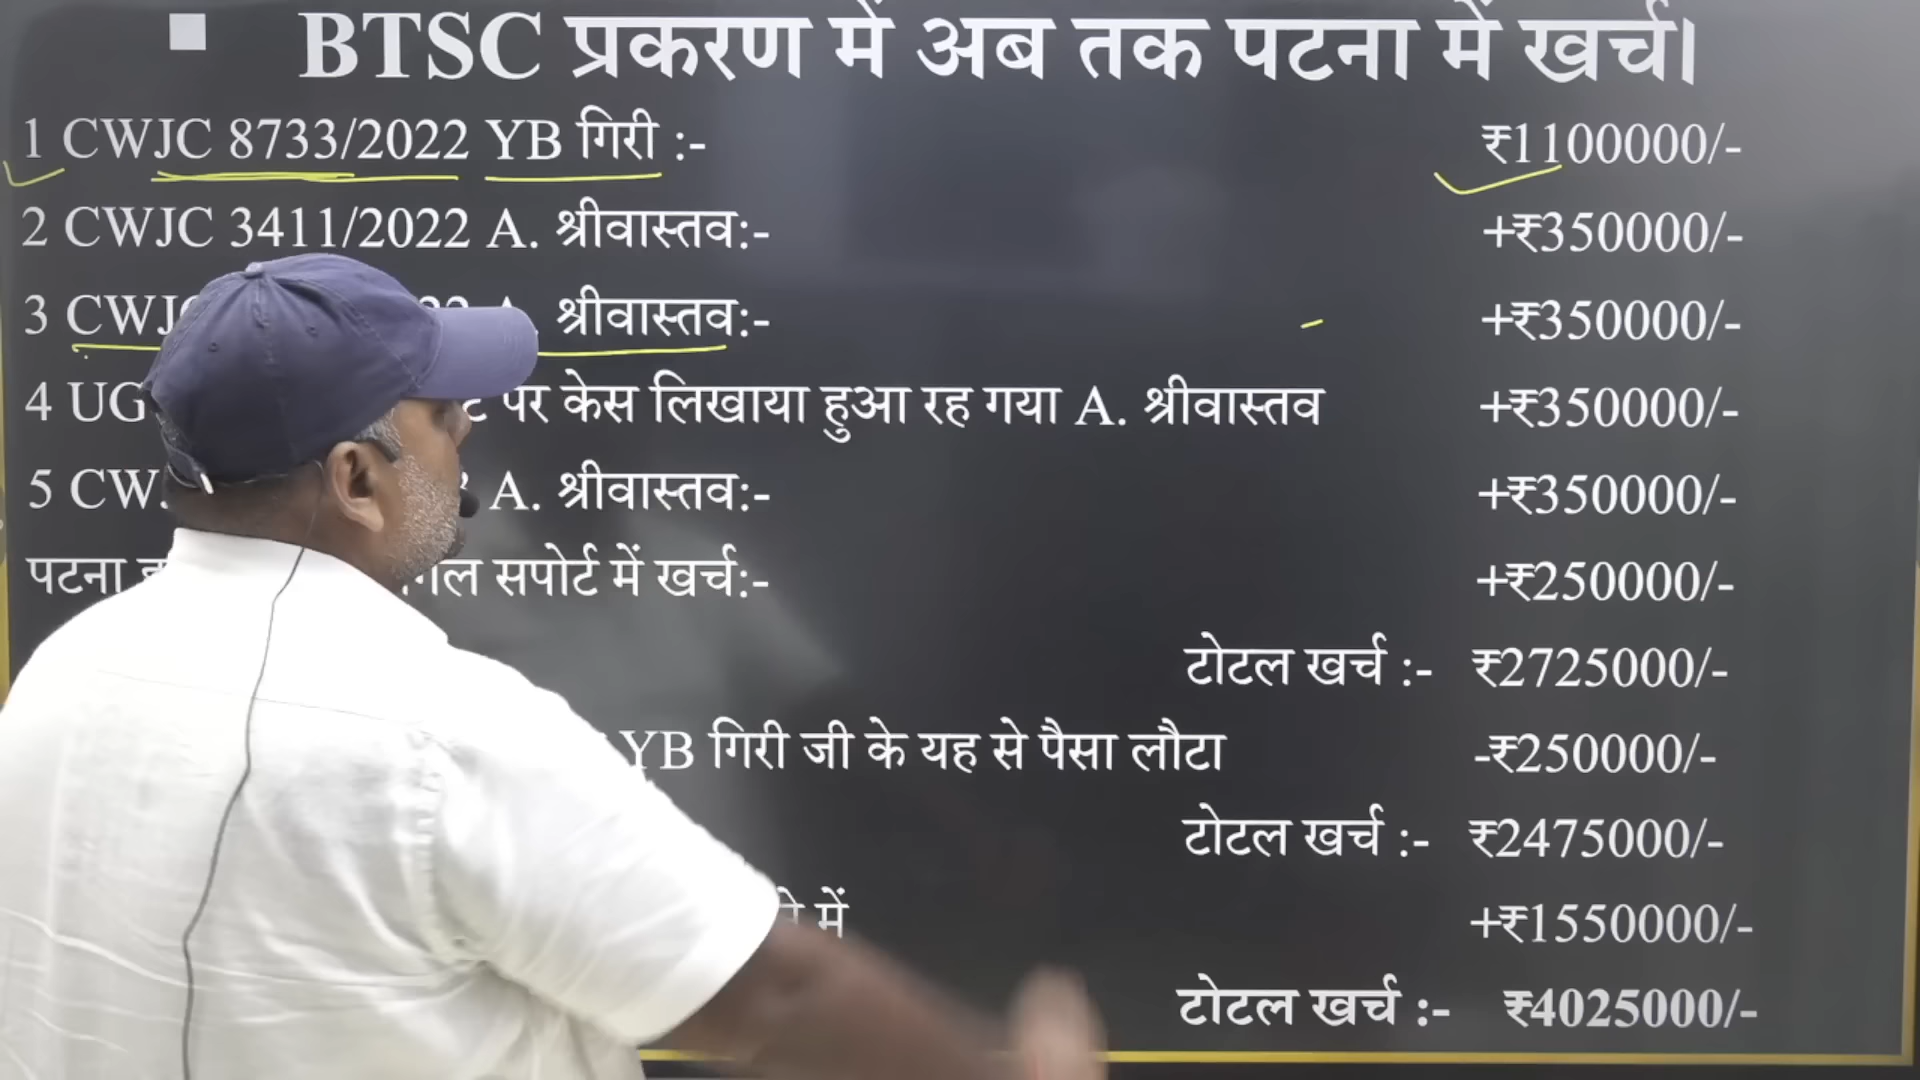 ▪ BTSC प्रकरण में अब तक पटना में खर्च।
1 CWJC 8733/2022 YB गिरी :- ₹1100000/-
2 CWJC 3411/2022 A. श्रीवास्तव:- +₹350000/-
3 CWJC A. श्रीवास्तव:- +₹350000/-
4 UG पर केस लिखाया हुआ रह गया A. श्रीवास्तव +₹350000/-
5 A. श्रीवास्तव:- +₹350000/-
पटना सपोर्ट में खर्च:- +₹250000/-
टोटल खर्च :- ₹2725000/-
YB गिरी जी के यह से पैसा लौटा -₹250000/-
टोटल खर्च :- ₹2475000/-
में +₹1550000/-
टोटल खर्च :- ₹4025000/-